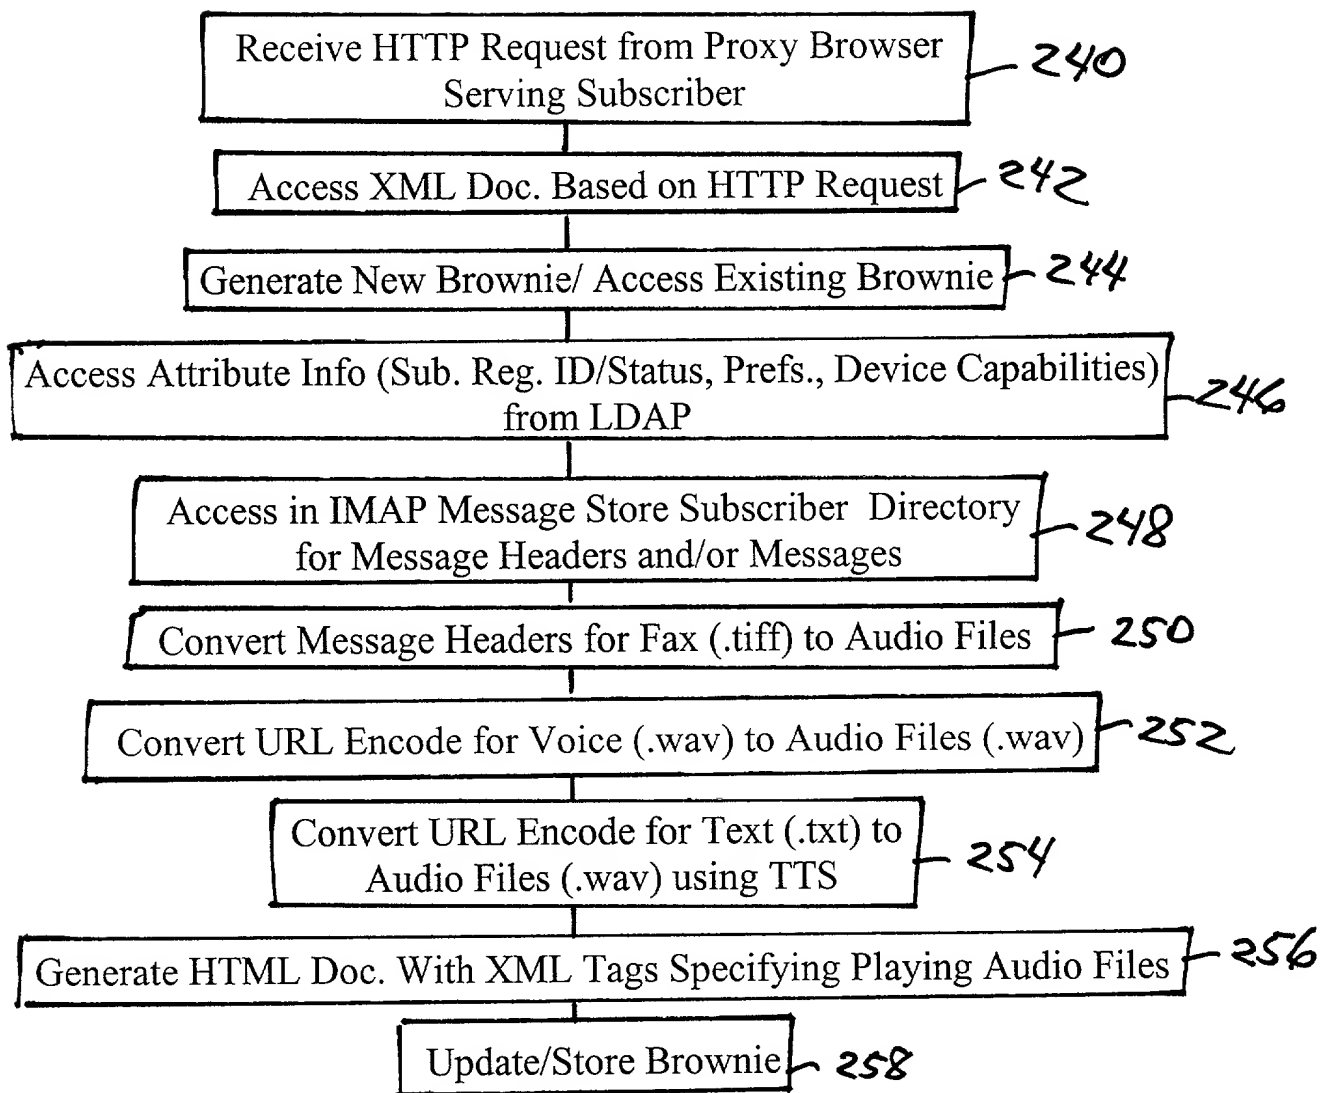 Receive HTTP Request from Proxy Browser
Serving Subscriber
240
Access XML Doc. Based on HTTP Request
242
Generate New Brownie/ Access Existing Brownie
244
Access Attribute Info (Sub. Reg. ID/Status, Prefs., Device Capabilities)
from LDAP
246
Access in IMAP Message Store Subscriber Directory
for Message Headers and/or Messages
248
Convert Message Headers for Fax (.tiff) to Audio Files
250
Convert URL Encode for Voice (.wav) to Audio Files (.wav)
252
Convert URL Encode for Text (.txt) to
Audio Files (.wav) using TTS
254
Generate HTML Doc. With XML Tags Specifying Playing Audio Files
256
Update/Store Brownie
258